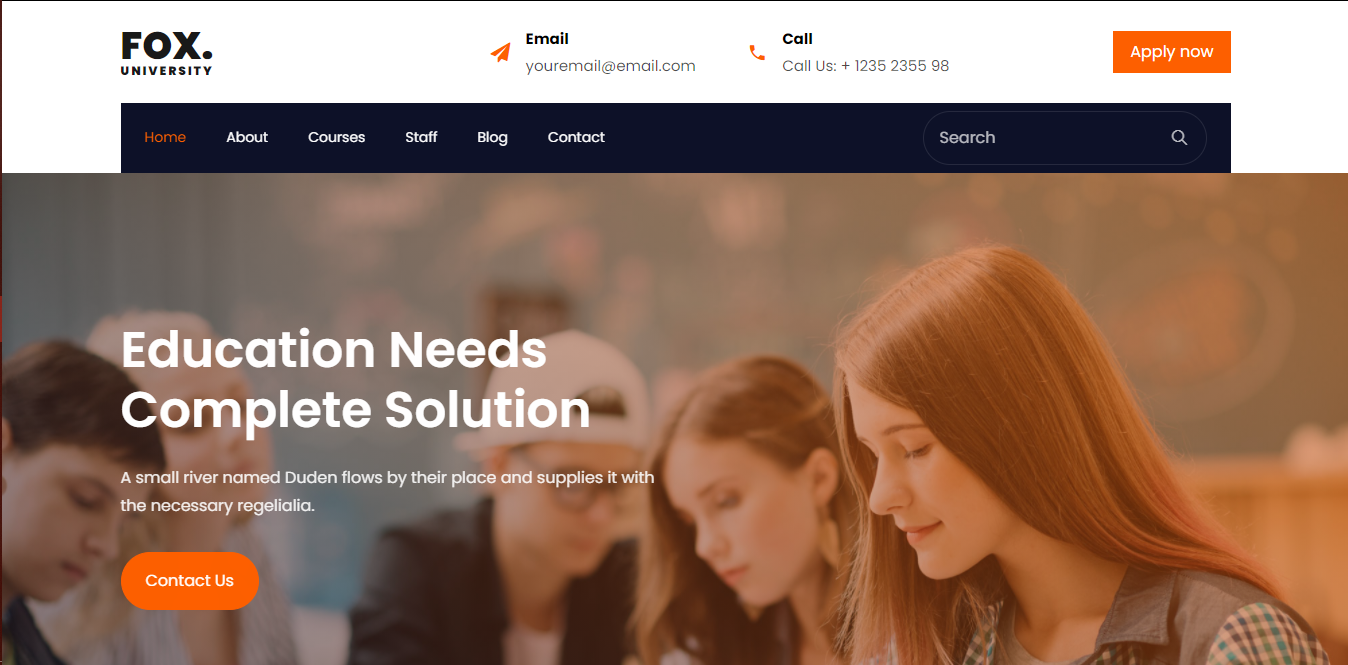 FOX.
UNIVERSITY
Email
youremail@email.com
Call
Call Us: + 1235 2355 98
Apply now
Home About Courses Staff Blog Contact
Search
Education Needs
Complete Solution
A small river named Duden flows by their place and supplies it with
the necessary regelialia.
Contact Us